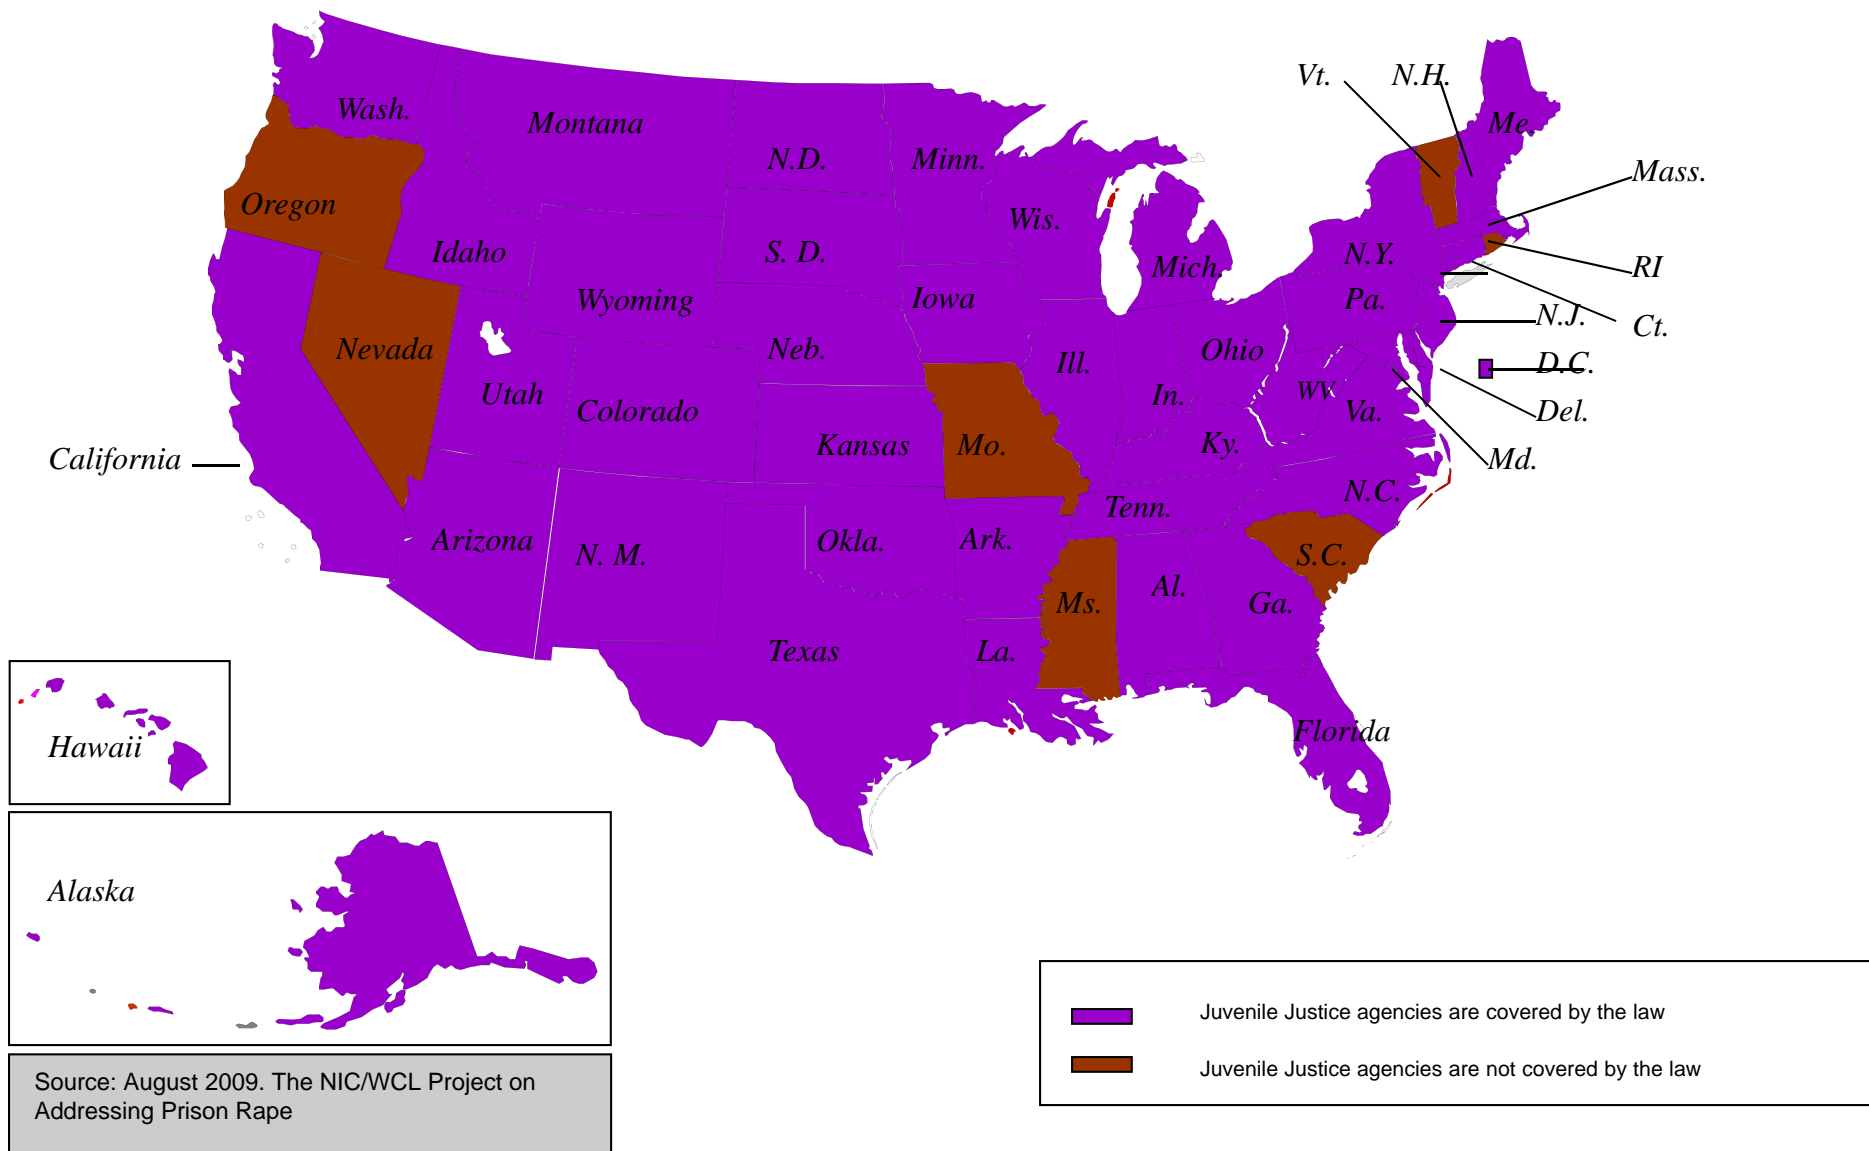 Vt.
N.H.
Wash.
Montana
Me.
N.D.
Minn.
Mass.
Oregon
Wis.
Idaho
S. D.
Mich.
N.Y.
RI
Wyoming
Iowa
Pa.
N.J.
Ct.
Nevada
Neb.
Ill.
Ohio
D.C.
Utah
Colorado
In.
WV
Va.
Del.
California
Kansas
Mo.
Ky.
Md.
N.C.
Tenn.
Arizona
N. M.
Okla.
Ark.
S.C.
Ms.
Al.
Ga.
Texas
La.
Hawaii
Florida
Alaska
Juvenile Justice agencies are covered by the law
Juvenile Justice agencies are not covered by the law
Source: August 2009. The NIC/WCL Project on
Addressing Prison Rape